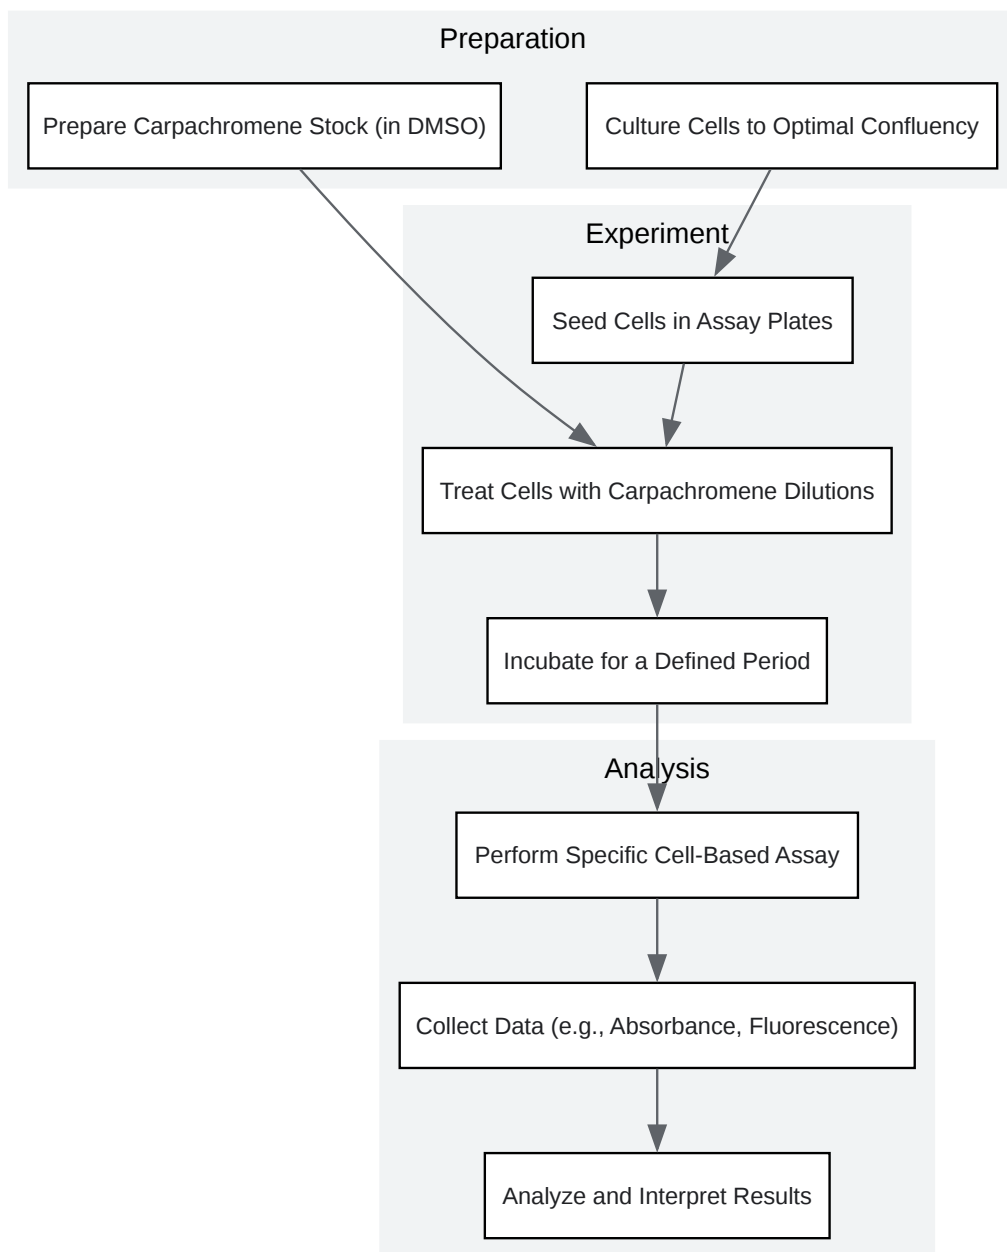 Preparation
Prepare Carpachromene Stock (in DMSO)
Culture Cells to Optimal Confluency
Experiment
Seed Cells in Assay Plates
Treat Cells with Carpachromene Dilutions
Incubate for a Defined Period
Analysis
Perform Specific Cell-Based Assay
Collect Data (e.g., Absorbance, Fluorescence)
Analyze and Interpret Results